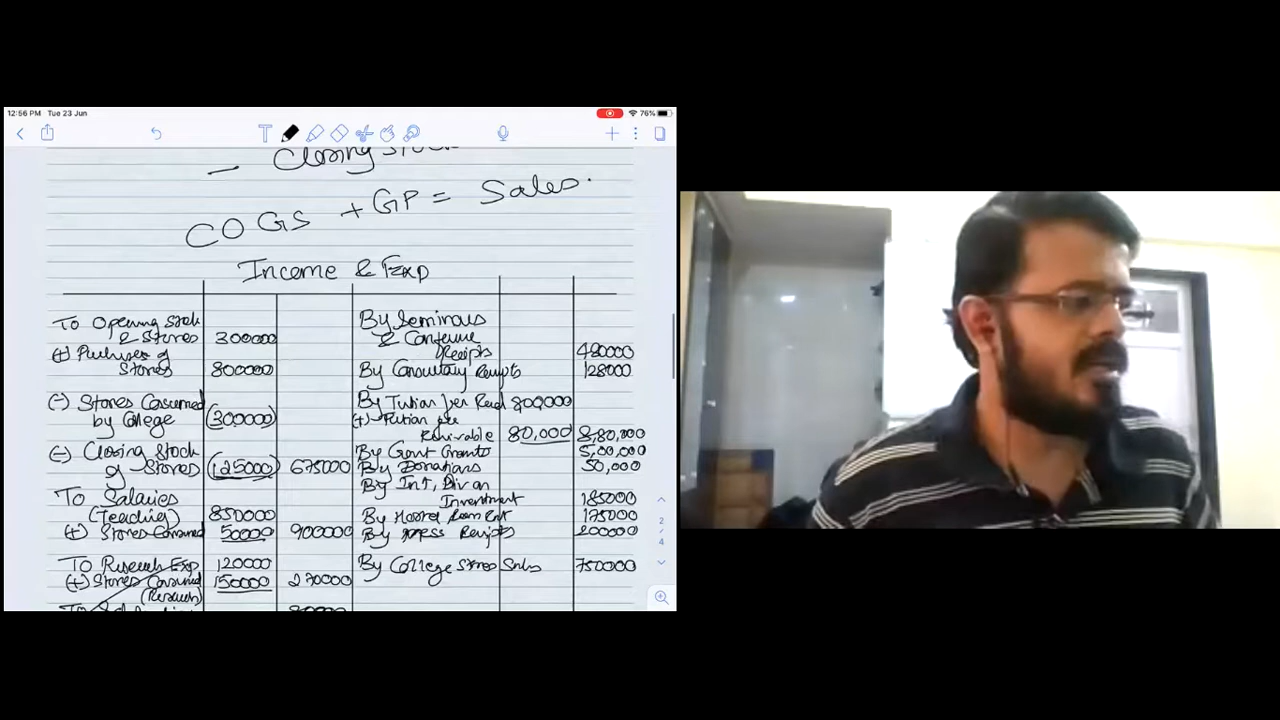 12:56 PM Tue 23 Jun
76%
Closing Stock
COGS + GP = Sales.
Income & Exp
To Opening Stock
& Stores 300000
(+) Purchases of
Stores 800000
(-) Stores Consumed
by College (300000)
(-) Closing Stock
of Stores (125000) 675000
To Salaries
(Teaching) 850000
(+) Stores Consumed 50000 900000
To Research Exp 120000
(+) Stores Consumed 150000 270000
(Research)
By Seminars
& Conference
Receipts 480000
By Consultancy Receipts 128000
By Tution fee Recd 800000
(+) Tution fee
Receivable 80,000 8,80,000
By Govt Grants 5,00,000
By Donations 50,000
By Int, Div on
Investment 185000
By Hostel Room Rent 175000
By Mess Receipts 200000
By College Stores Sales 750000
2
4